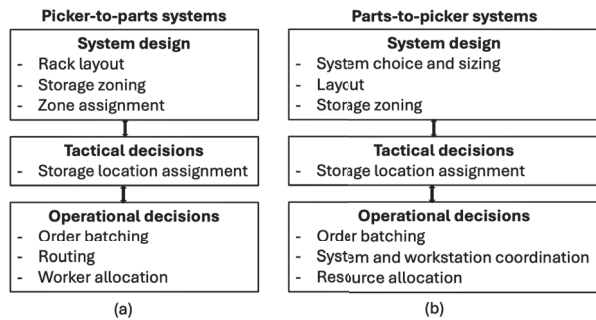 Picker-to-parts systems
System design
- Rack layout
- Storage zoning
- Zone assignment
Tactical decisions
- Storage location assignment
Operational decisions
- Order batching
- Routing
- Worker allocation
(a)
Parts-to-picker systems
System design
- System choice and sizing
- Layout
- Storage zoning
Tactical decisions
- Storage location assignment
Operational decisions
- Order batching
- System and workstation coordination
- Resource allocation
(b)